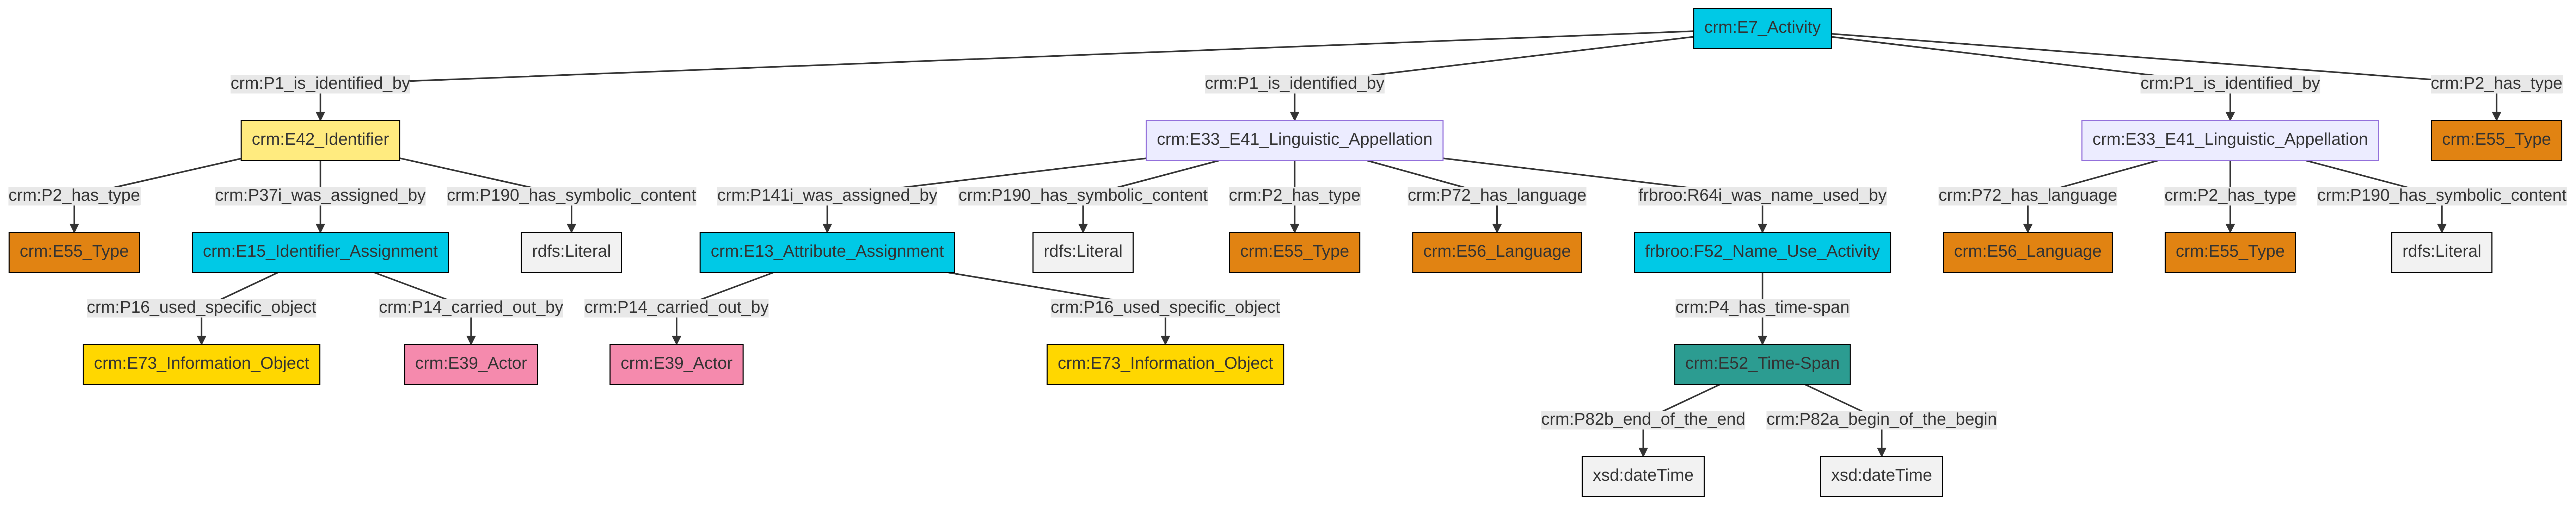 crm:E7_Activity
crm:P1_is_identified_by
crm:P1_is_identified_by
crm:P1_is_identified_by
crm:P2_has_type
crm:E42_Identifier
crm:E33_E41_Linguistic_Appellation
crm:E33_E41_Linguistic_Appellation
crm:E55_Type
crm:P2_has_type
crm:P37i_was_assigned_by
crm:P190_has_symbolic_content
crm:P141i_was_assigned_by
crm:P190_has_symbolic_content
crm:P2_has_type
crm:P72_has_language
frbroo:R64i_was_name_used_by
crm:P72_has_language
crm:P2_has_type
crm:P190_has_symbolic_content
crm:E55_Type
crm:E15_Identifier_Assignment
rdfs:Literal
crm:E13_Attribute_Assignment
rdfs:Literal
crm:E55_Type
crm:E56_Language
frbroo:F52_Name_Use_Activity
crm:E56_Language
crm:E55_Type
rdfs:Literal
crm:P16_used_specific_object
crm:P14_carried_out_by
crm:P14_carried_out_by
crm:P16_used_specific_object
crm:P4_has_time-span
crm:E73_Information_Object
crm:E39_Actor
crm:E39_Actor
crm:E73_Information_Object
crm:E52_Time-Span
crm:P82b_end_of_the_end
crm:P82a_begin_of_the_begin
xsd:dateTime
xsd:dateTime